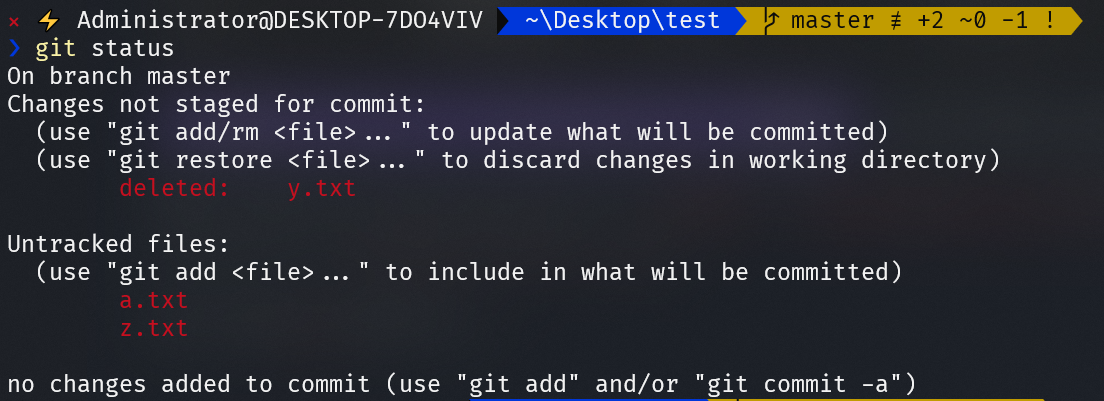 × ⚡ Administrator@DESKTOP-7DO4VIV ~\Desktop\test master ≢ +2 ~0 -1 !
❯ git status
On branch master
Changes not staged for commit:
  (use "git add/rm <file>..." to update what will be committed)
  (use "git restore <file>..." to discard changes in working directory)
        deleted:    y.txt

Untracked files:
  (use "git add <file>..." to include in what will be committed)
        a.txt
        z.txt

no changes added to commit (use "git add" and/or "git commit -a")